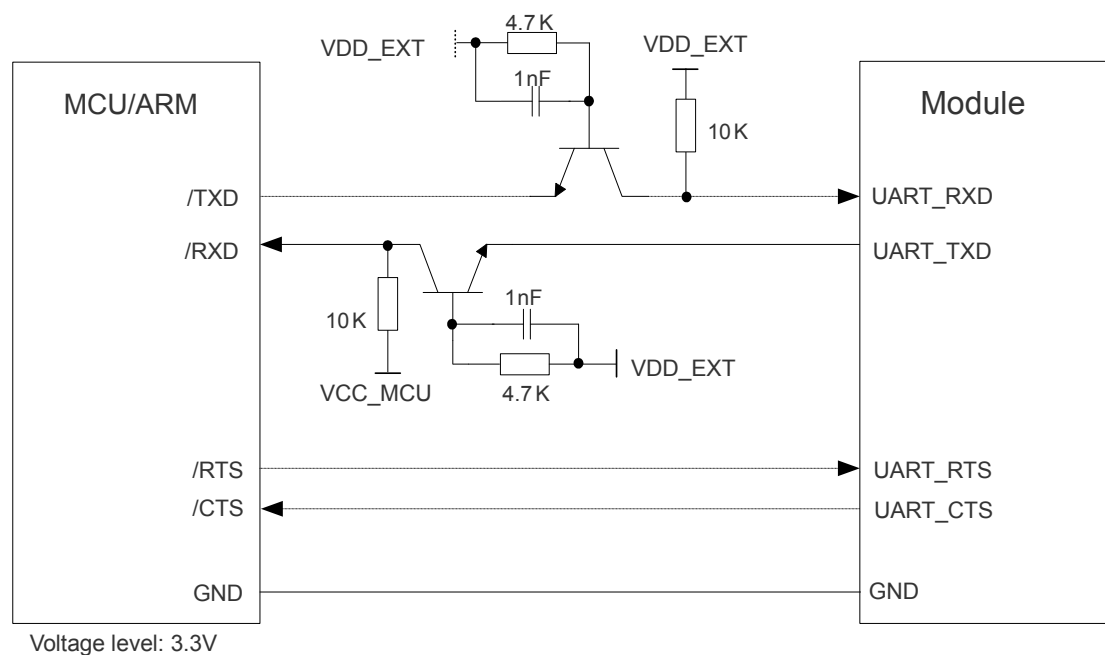 4.7K
VDD_EXT
1nF
VDD_EXT
10K
MCU/ARM
Module
/TXD
UART_RXD
/RXD
UART_TXD
10K
1nF
VCC_MCU
4.7K
VDD_EXT
/RTS
UART_RTS
/CTS
UART_CTS
GND
GND
Voltage level: 3.3V